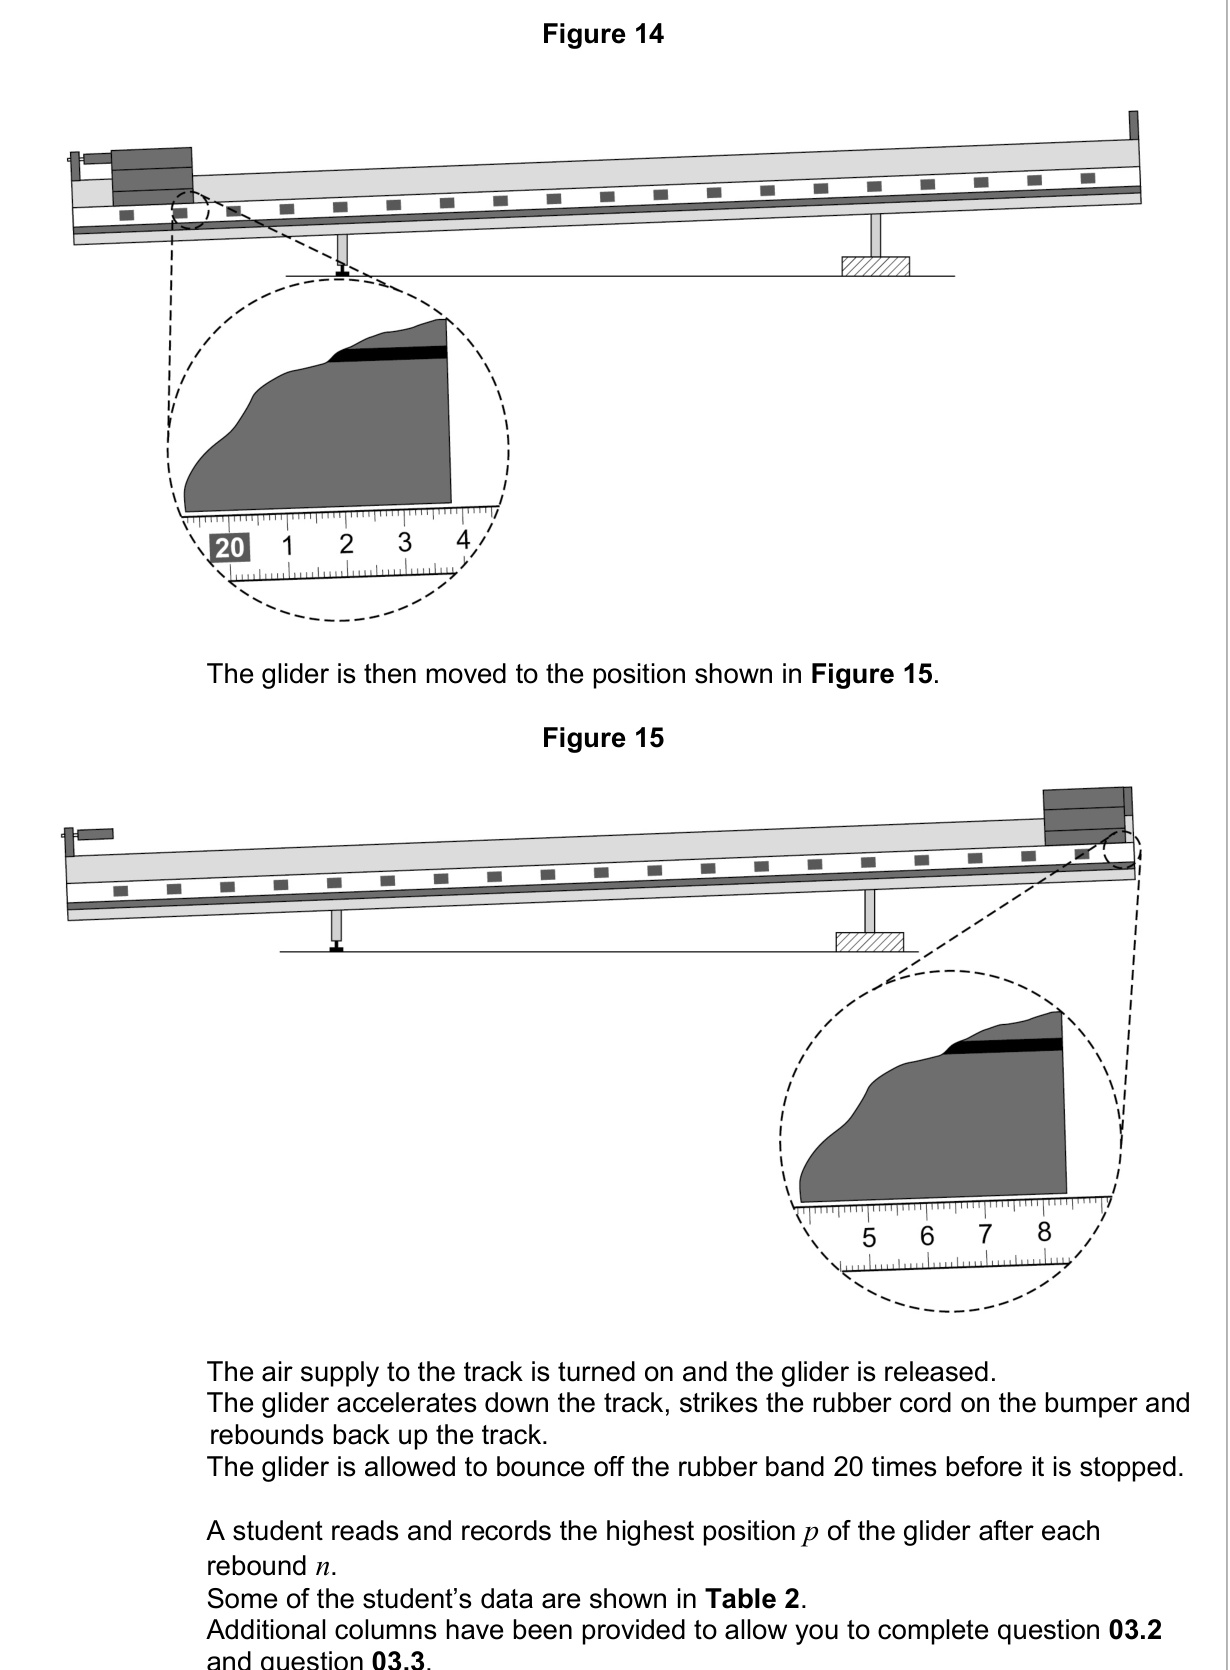 Figure 14
20 1 2 3 4
The glider is then moved to the position shown in Figure 15.
Figure 15
5 6 7 8
The air supply to the track is turned on and the glider is released.
The glider accelerates down the track, strikes the rubber cord on the bumper and
rebounds back up the track.
The glider is allowed to bounce off the rubber band 20 times before it is stopped.
A student reads and records the highest position p of the glider after each
rebound n.
Some of the student’s data are shown in Table 2.
Additional columns have been provided to allow you to complete question 03.2
and question 03.3.